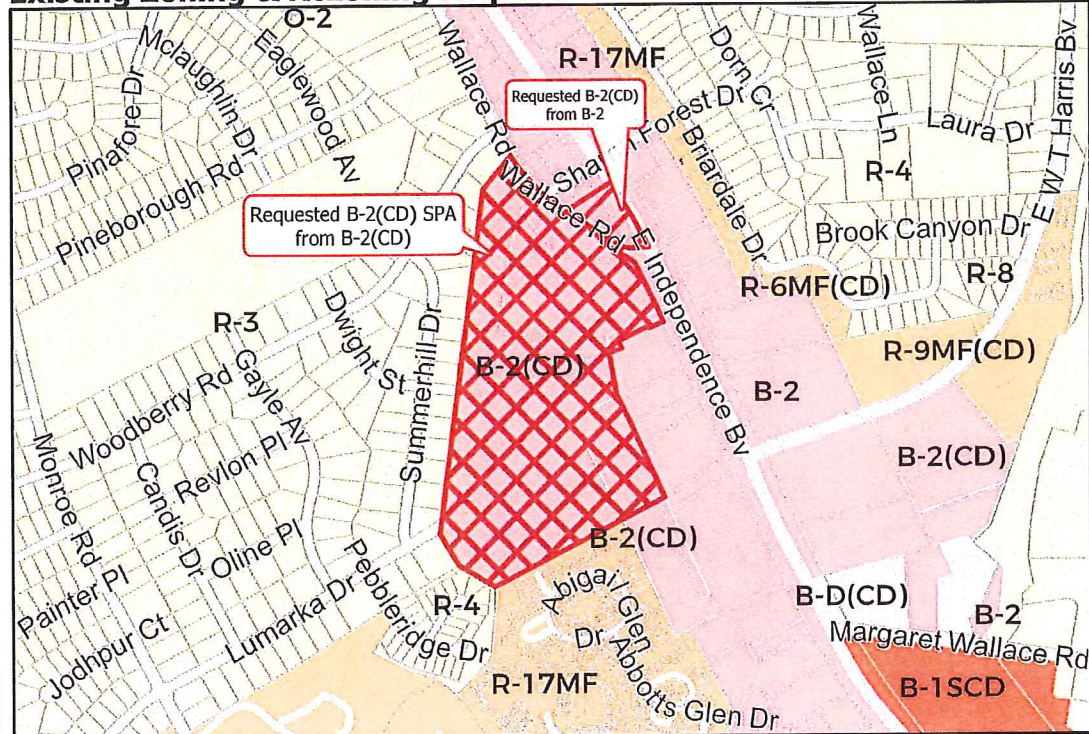 O-2
Mclaughlin Dr
Eaglewood Av
Pinafore Dr
Pineborough Rd
Wallace Rd
R-17MF
Requested B-2(CD)
from B-2
Forest Dr
Dorn Cr
Wallace Ln
Laura Dr
E W T Harris Bv
R-4
Briardale Dr
Brook Canyon Dr
R-8
R-6MF(CD)
R-9MF(CD)
Requested B-2(CD) SPA
from B-2(CD)
Wallace Rd
E Independence Bv
R-3
Dwight St
Summerhill Dr
B-2(CD)
B-2
Woodberry Rd
Gayle Av
Revlon Pl
Monroe Rd
Candis Dr
Oline Pl
B-2(CD)
B-2(CD)
Painter Pl
Jodhpur Ct
Lumarka Dr
Pebbleridge Dr
R-4
Abigail Glen
Dr
Abbotts Glen Dr
R-17MF
B-D(CD)
B-2
Margaret Wallace Rd
B-1SCD